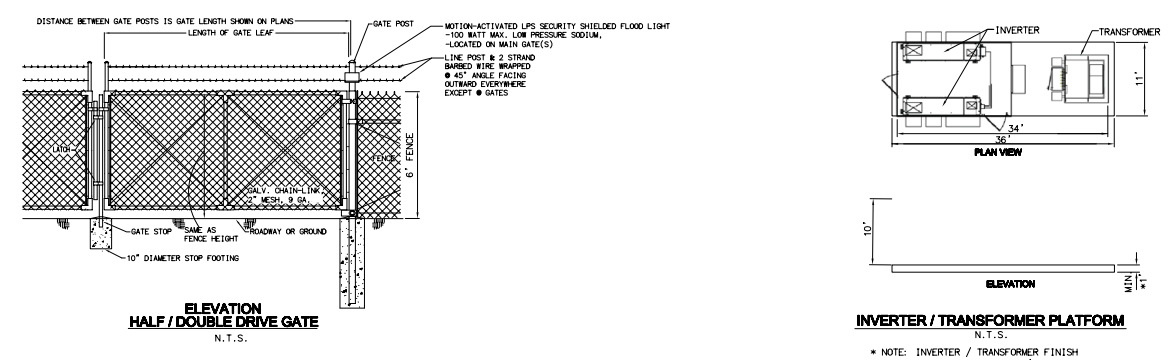 DISTANCE BETWEEN GATE POSTS IS GATE LENGTH SHOWN ON PLANS
LENGTH OF GATE LEAF
GATE POST
MOTION-ACTIVATED LPS SECURITY SHIELDED FLOOD LIGHT
-100 WATT MAX. LOW PRESSURE SODIUM,
-LOCATED ON MAIN GATE(S)
LINE POST & 2 STRAND
BARBED WIRE WRAPPED
@ 45° ANGLE FACING
OUTWARD EVERYWHERE
EXCEPT @ GATES
LATCH
FENCE
6' FENCE
GALV. CHAIN-LINK,
2" MESH, 9 GA.
GATE STOP
SAME AS
FENCE HEIGHT
ROADWAY OR GROUND
10" DIAMETER STOP FOOTING
ELEVATION
HALF / DOUBLE DRIVE GATE
N.T.S.
INVERTER
TRANSFORMER
11'
34'
36'
PLAN VIEW
10'
ELEVATION
MIN
*1'
INVERTER / TRANSFORMER PLATFORM
N.T.S.
* NOTE: INVERTER / TRANSFORMER FINISH